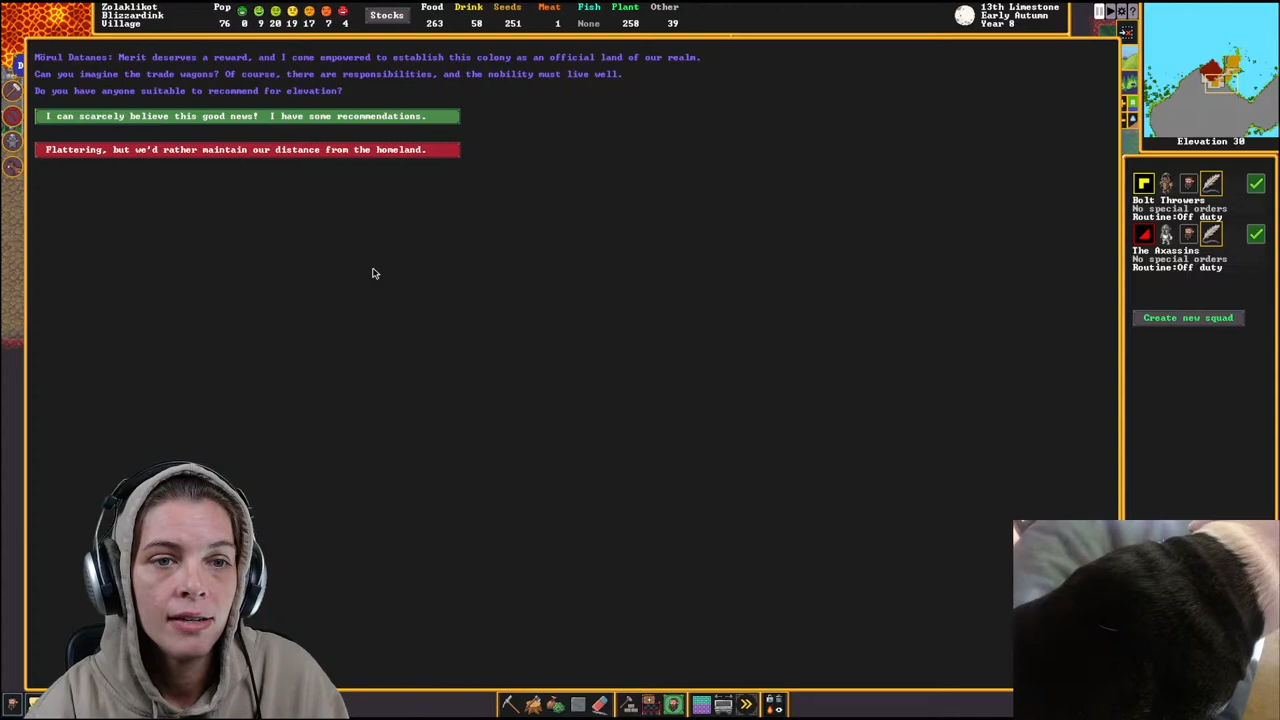 Zolaklikot
Blizzardink
Village
Pop
76 0 9 20 19 17 7 4
Stocks
Food Drink Seeds Meat Fish Plant Other
263 58 251 1 None 258 39
13th Limestone
Early Autumn
Year 8
Elevation 30
Mörul Datanes: Merit deserves a reward, and I come empowered to establish this colony as an official land of our realm.
Can you imagine the trade wagons? Of course, there are responsibilities, and the nobility must live well.
Do you have anyone suitable to recommend for elevation?
I can scarcely believe this good news!  I have some recommendations.
Flattering, but we'd rather maintain our distance from the homeland.
Bolt Throwers
No special orders
Routine:Off duty
The Axassins
No special orders
Routine:Off duty
Create new squad